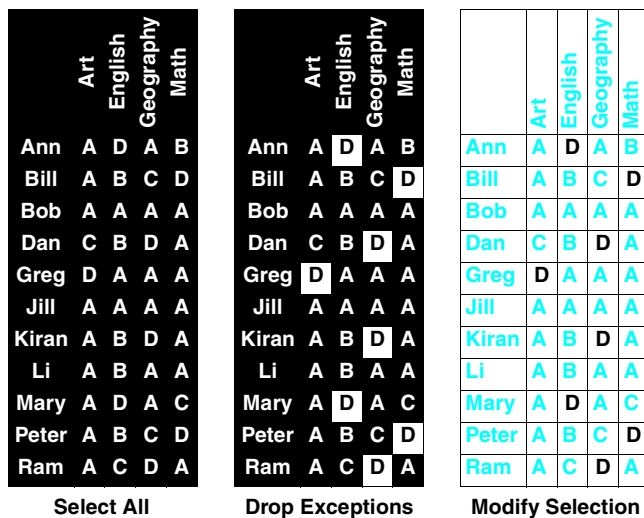 Art English Geography Math
Ann A D A B
Bill A B C D
Bob A A A A
Dan C B D A
Greg D A A A
Jill A A A A
Kiran A B D A
Li A B A A
Mary A D A C
Peter A B C D
Ram A C D A
Select All
Art English Geography Math
Ann A D A B
Bill A B C D
Bob A A A A
Dan C B D A
Greg D A A A
Jill A A A A
Kiran A B D A
Li A B A A
Mary A D A C
Peter A B C D
Ram A C D A
Drop Exceptions
Art English Geography Math
Ann A D A B
Bill A B C D
Bob A A A A
Dan C B D A
Greg D A A A
Jill A A A A
Kiran A B D A
Li A B A A
Mary A D A C
Peter A B C D
Ram A C D A
Modify Selection